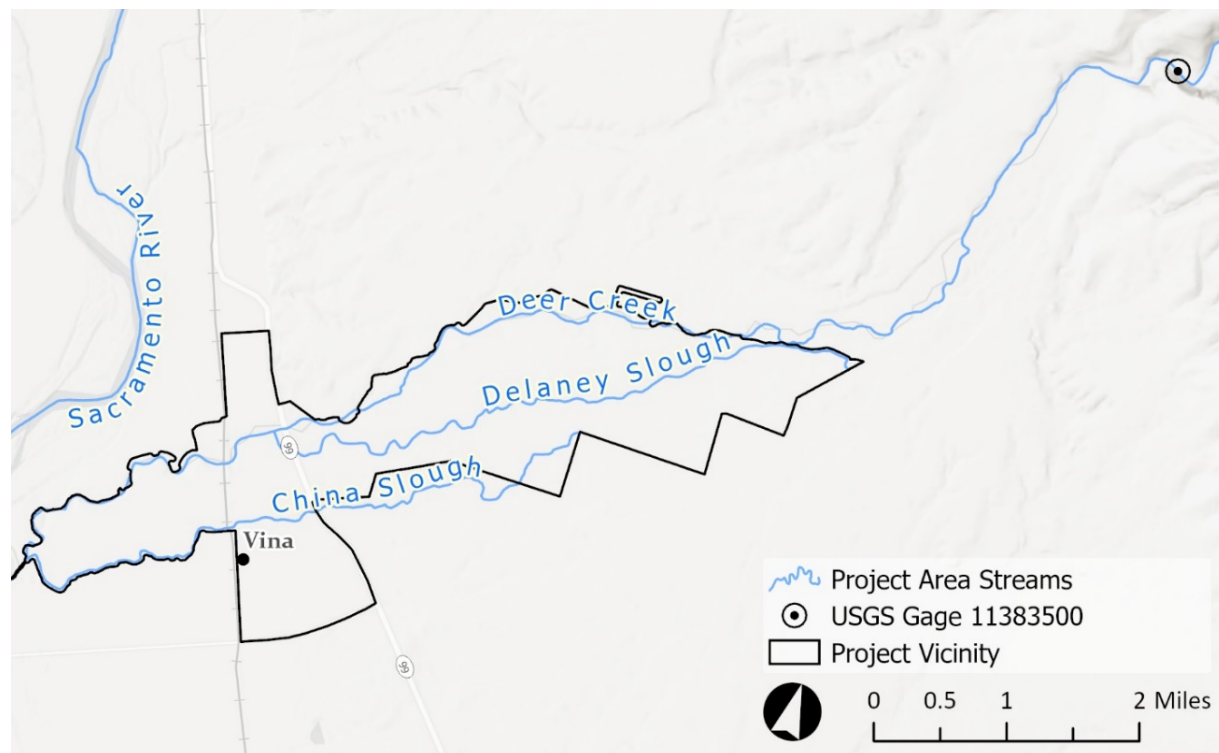 Sacramento River
Deer Creek
Delaney Slough
99
China Slough
Vina
99
Project Area Streams
USGS Gage 11383500
Project Vicinity
0 0.5 1 2 Miles